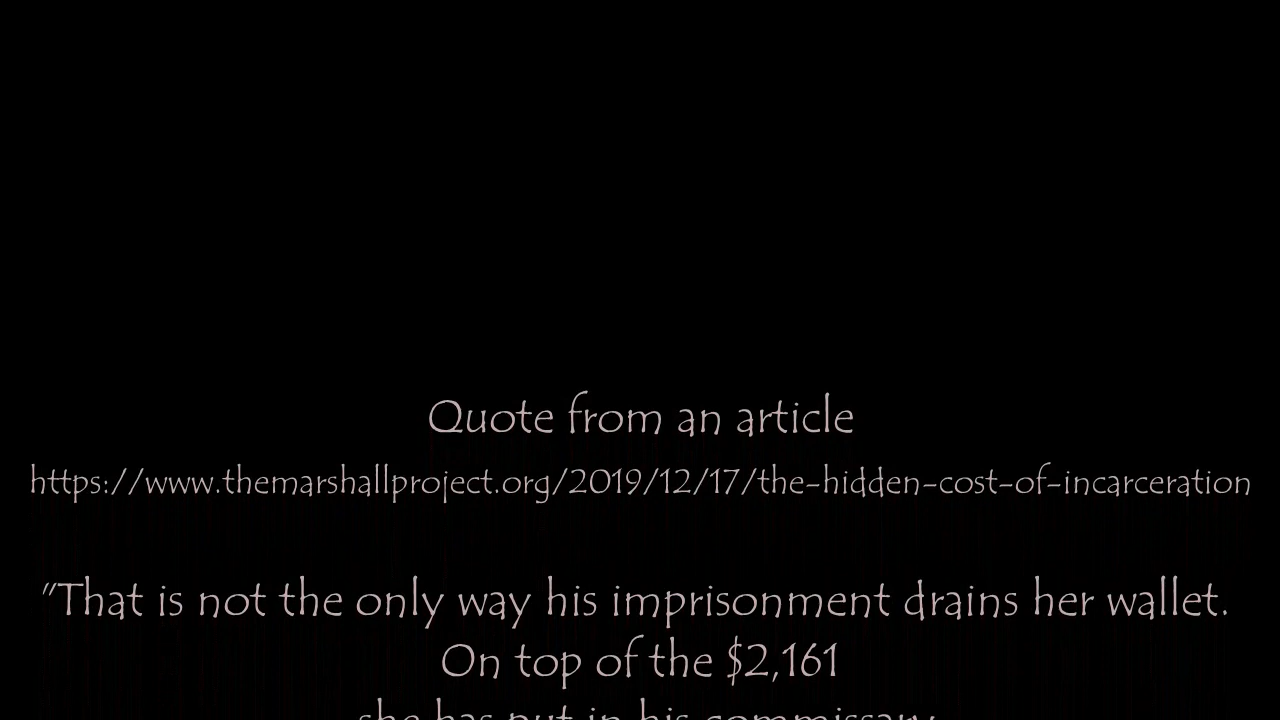 Quote from an article
https://www.themarshallproject.org/2019/12/17/the-hidden-cost-of-incarceration
"That is not the only way his imprisonment drains her wallet.
On top of the $2,161
she has put in his commissary